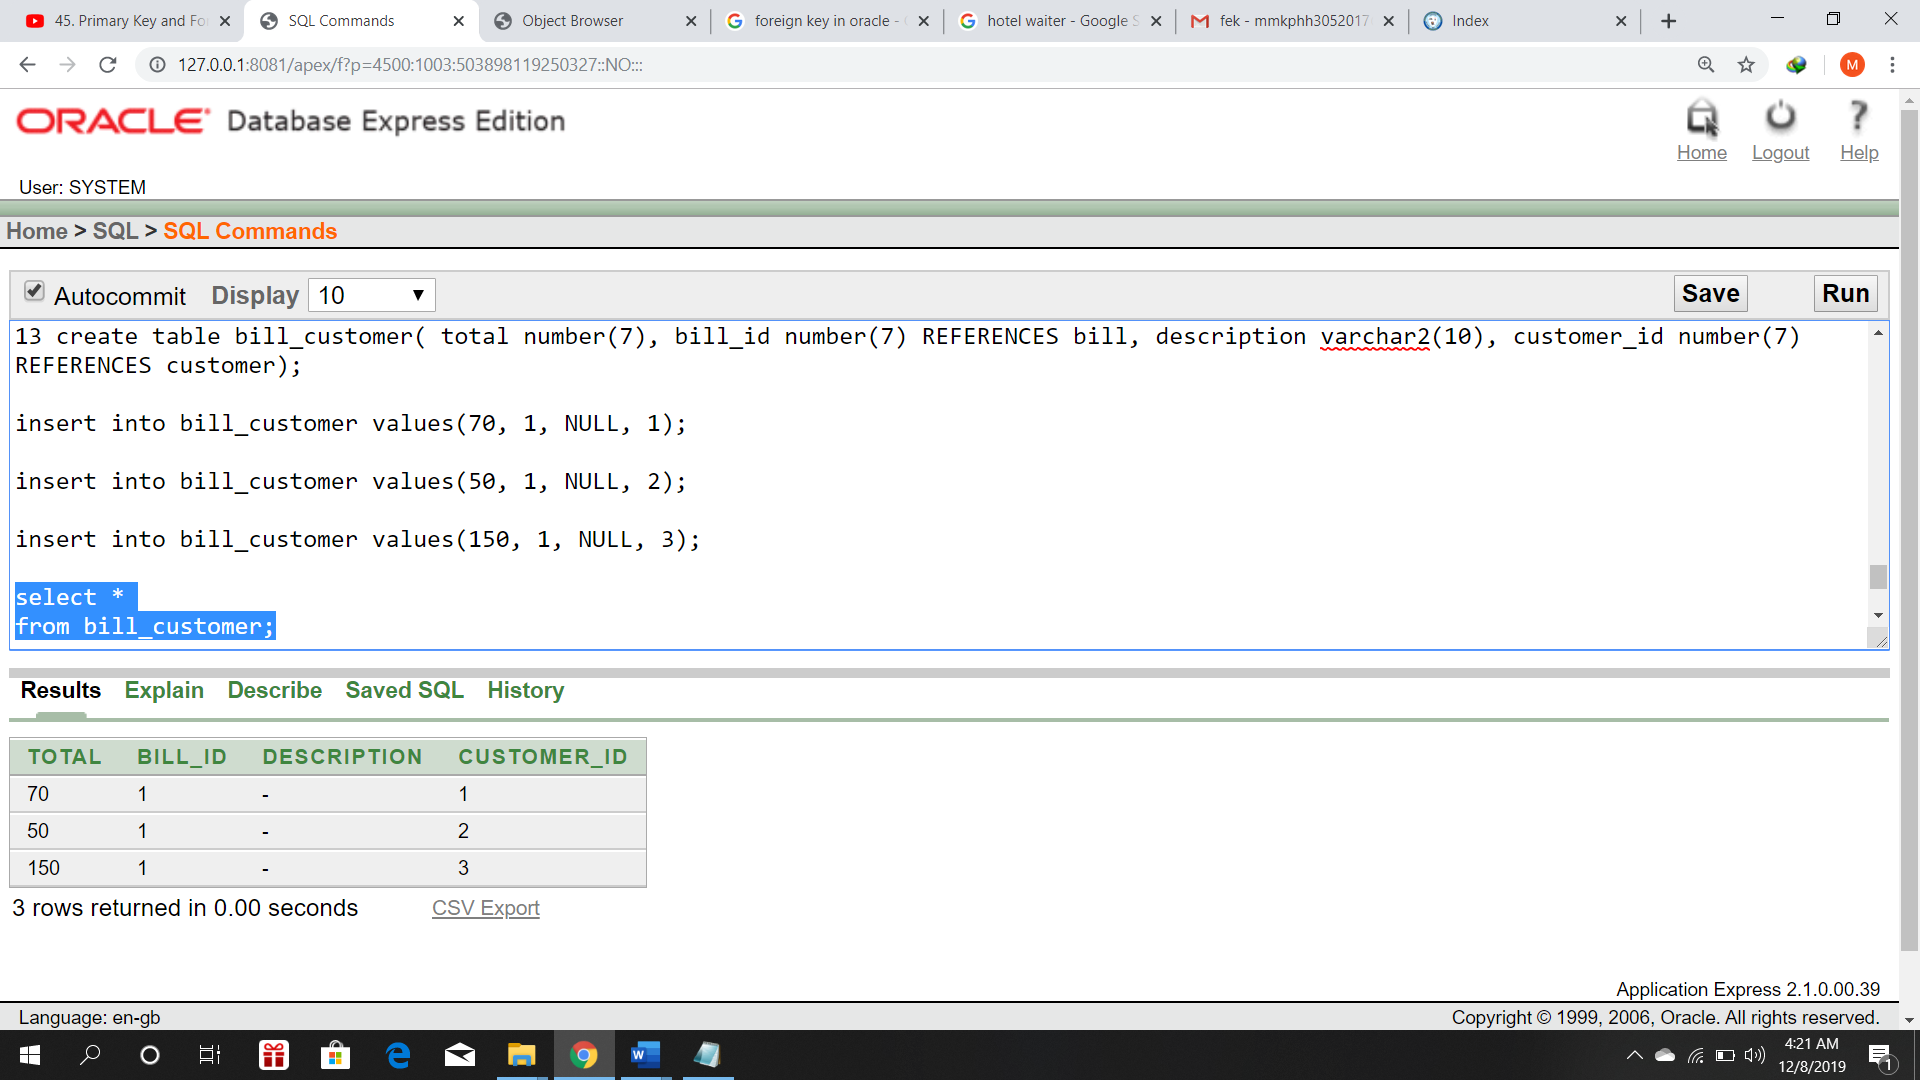 45. Primary Key and Fo
SQL Commands
Object Browser
foreign key in oracle -
hotel waiter - Google S
fek - mmkphh3052017
Index
127.0.0.1:8081/apex/f?p=4500:1003:503898119250327::NO:::
M
ORACLE Database Express Edition
Home
Logout
Help
User: SYSTEM
Home > SQL > SQL Commands
Autocommit Display 10 Save Run
13 create table bill_customer( total number(7), bill_id number(7) REFERENCES bill, description varchar2(10), customer_id number(7)
REFERENCES customer);
insert into bill_customer values(70, 1, NULL, 1);
insert into bill_customer values(50, 1, NULL, 2);
insert into bill_customer values(150, 1, NULL, 3);
select *
from bill_customer;
Results Explain Describe Saved SQL History
TOTAL BILL_ID DESCRIPTION CUSTOMER_ID
70 1 - 1
50 1 - 2
150 1 - 3
3 rows returned in 0.00 seconds CSV Export
Application Express 2.1.0.00.39
Language: en-gb Copyright © 1999, 2006, Oracle. All rights reserved.
4:21 AM
12/8/2019
1